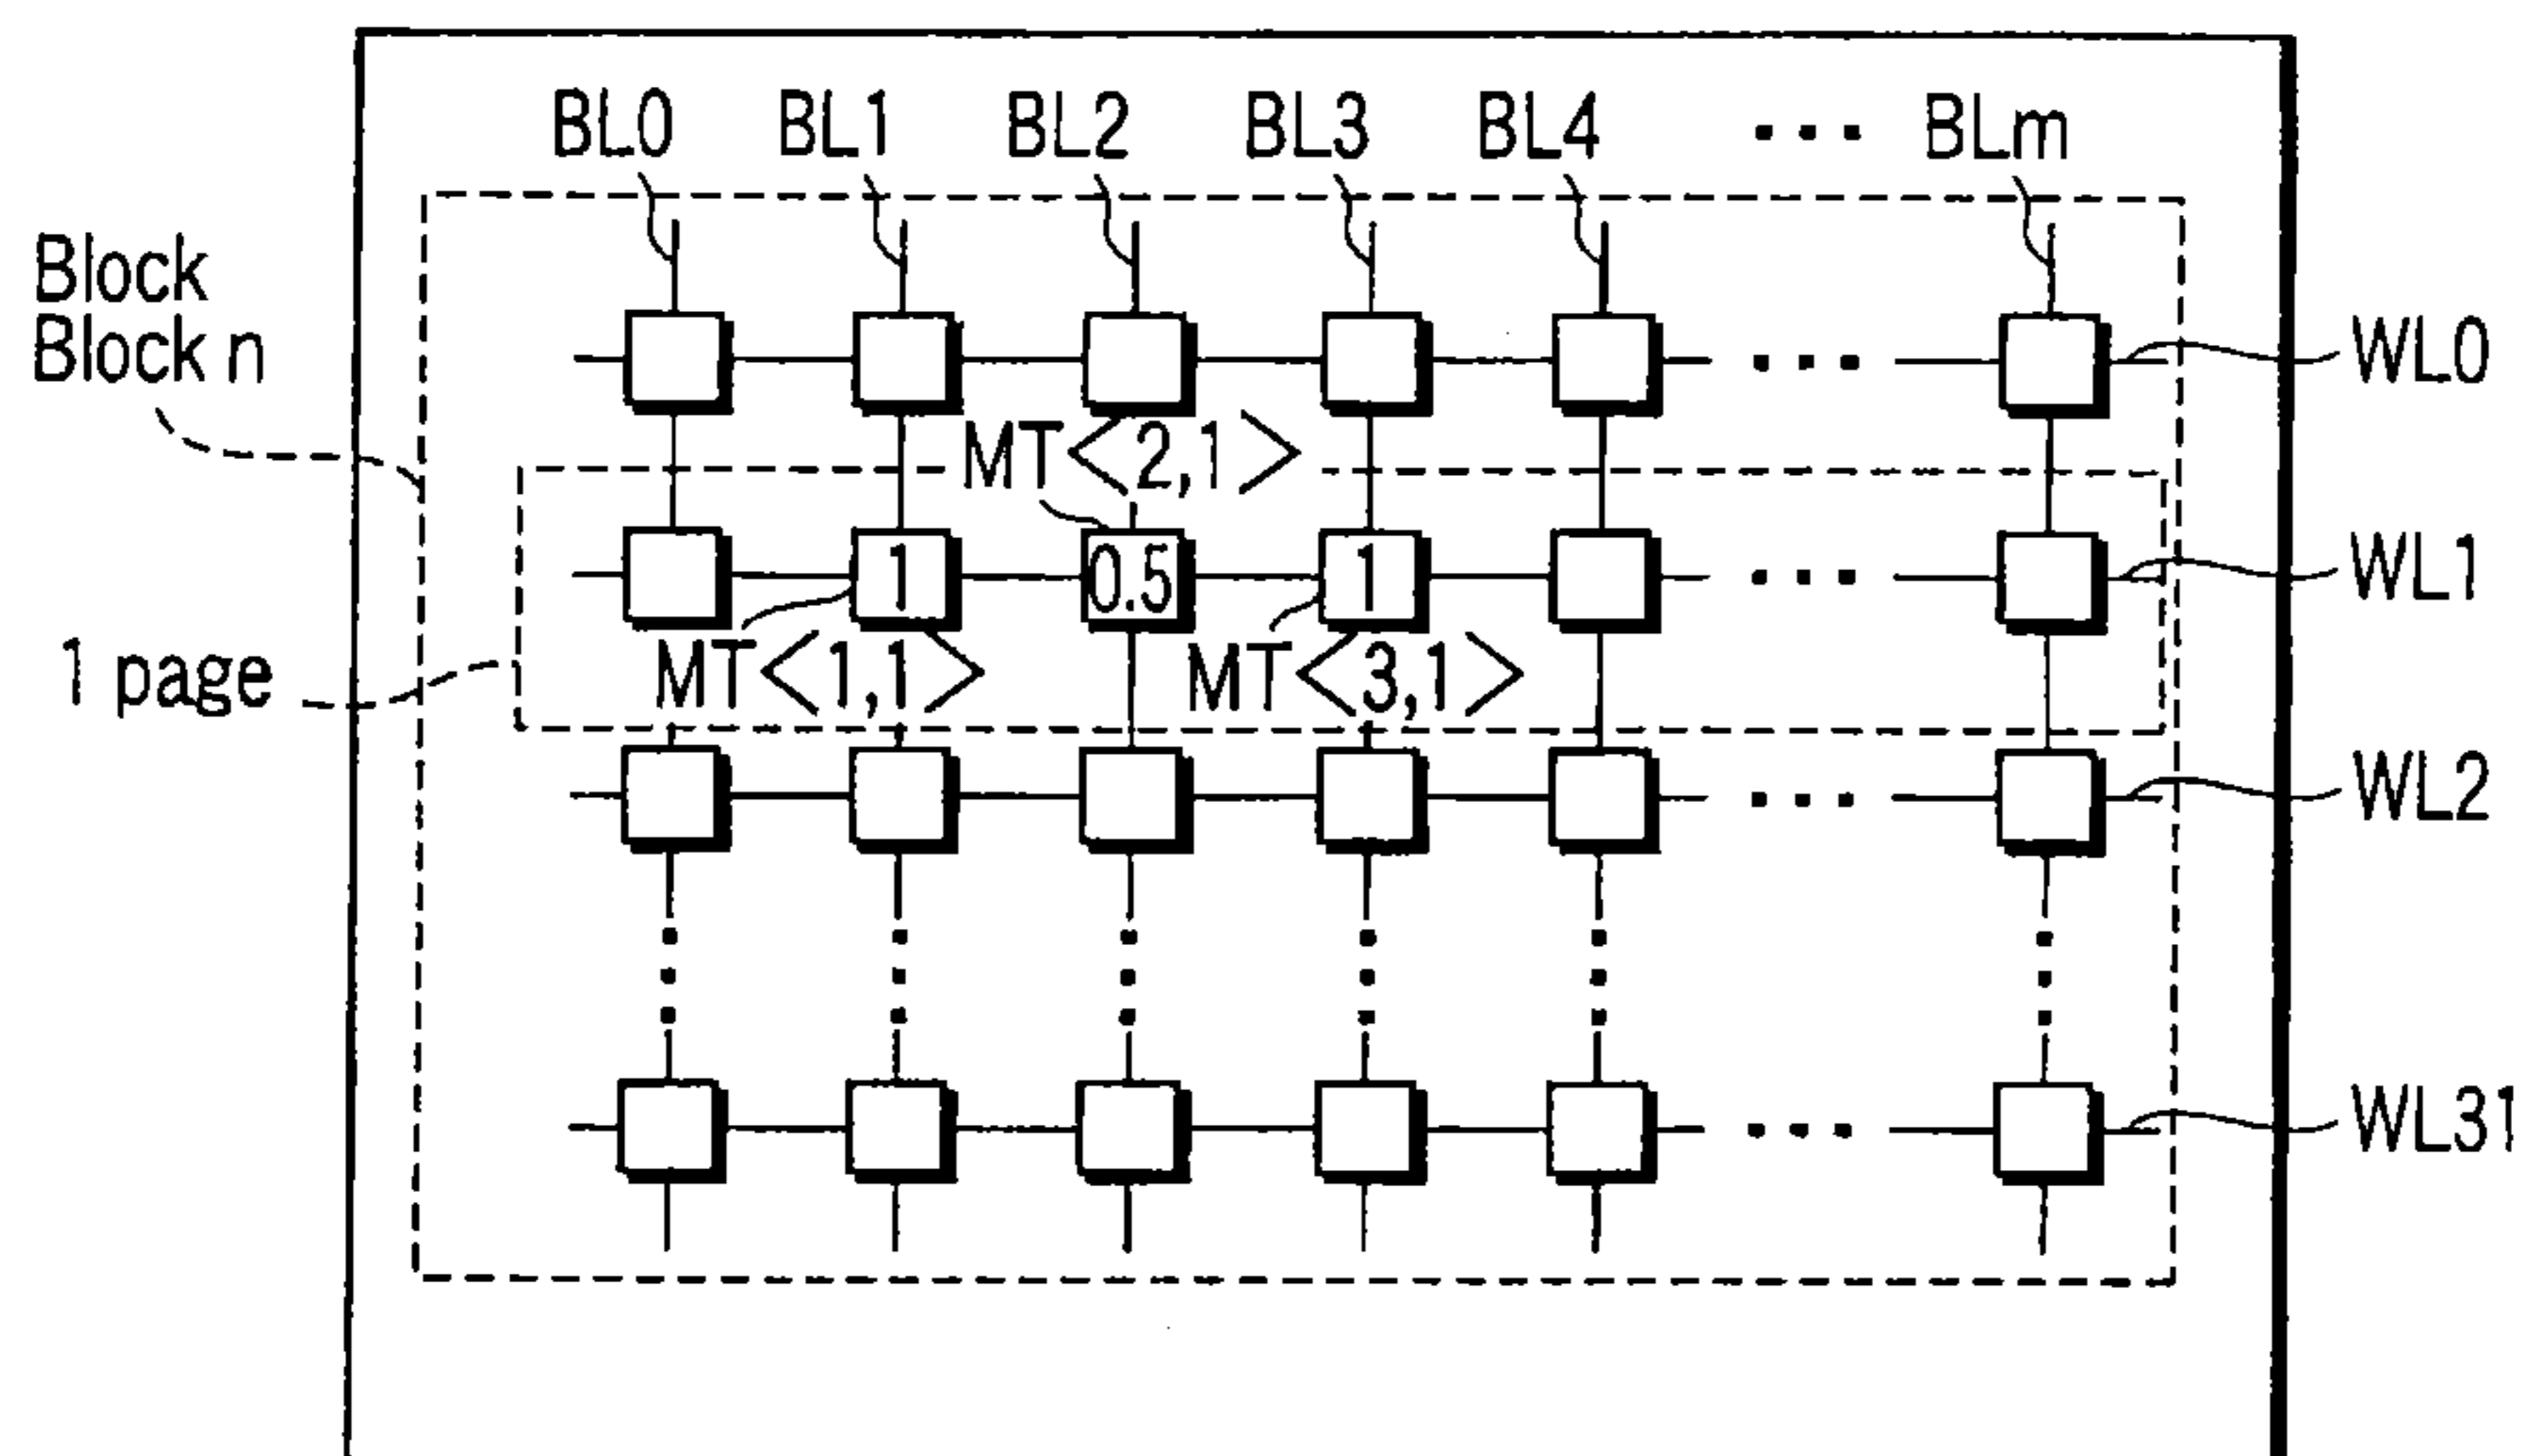 BL0 BL1 BL2 BL3 BL4 ... BLm
Block
Block n
WL0
MT<2,1>
1 0.5 1
WL1
MT<1,1> MT<3,1>
1 page
WL2
WL31